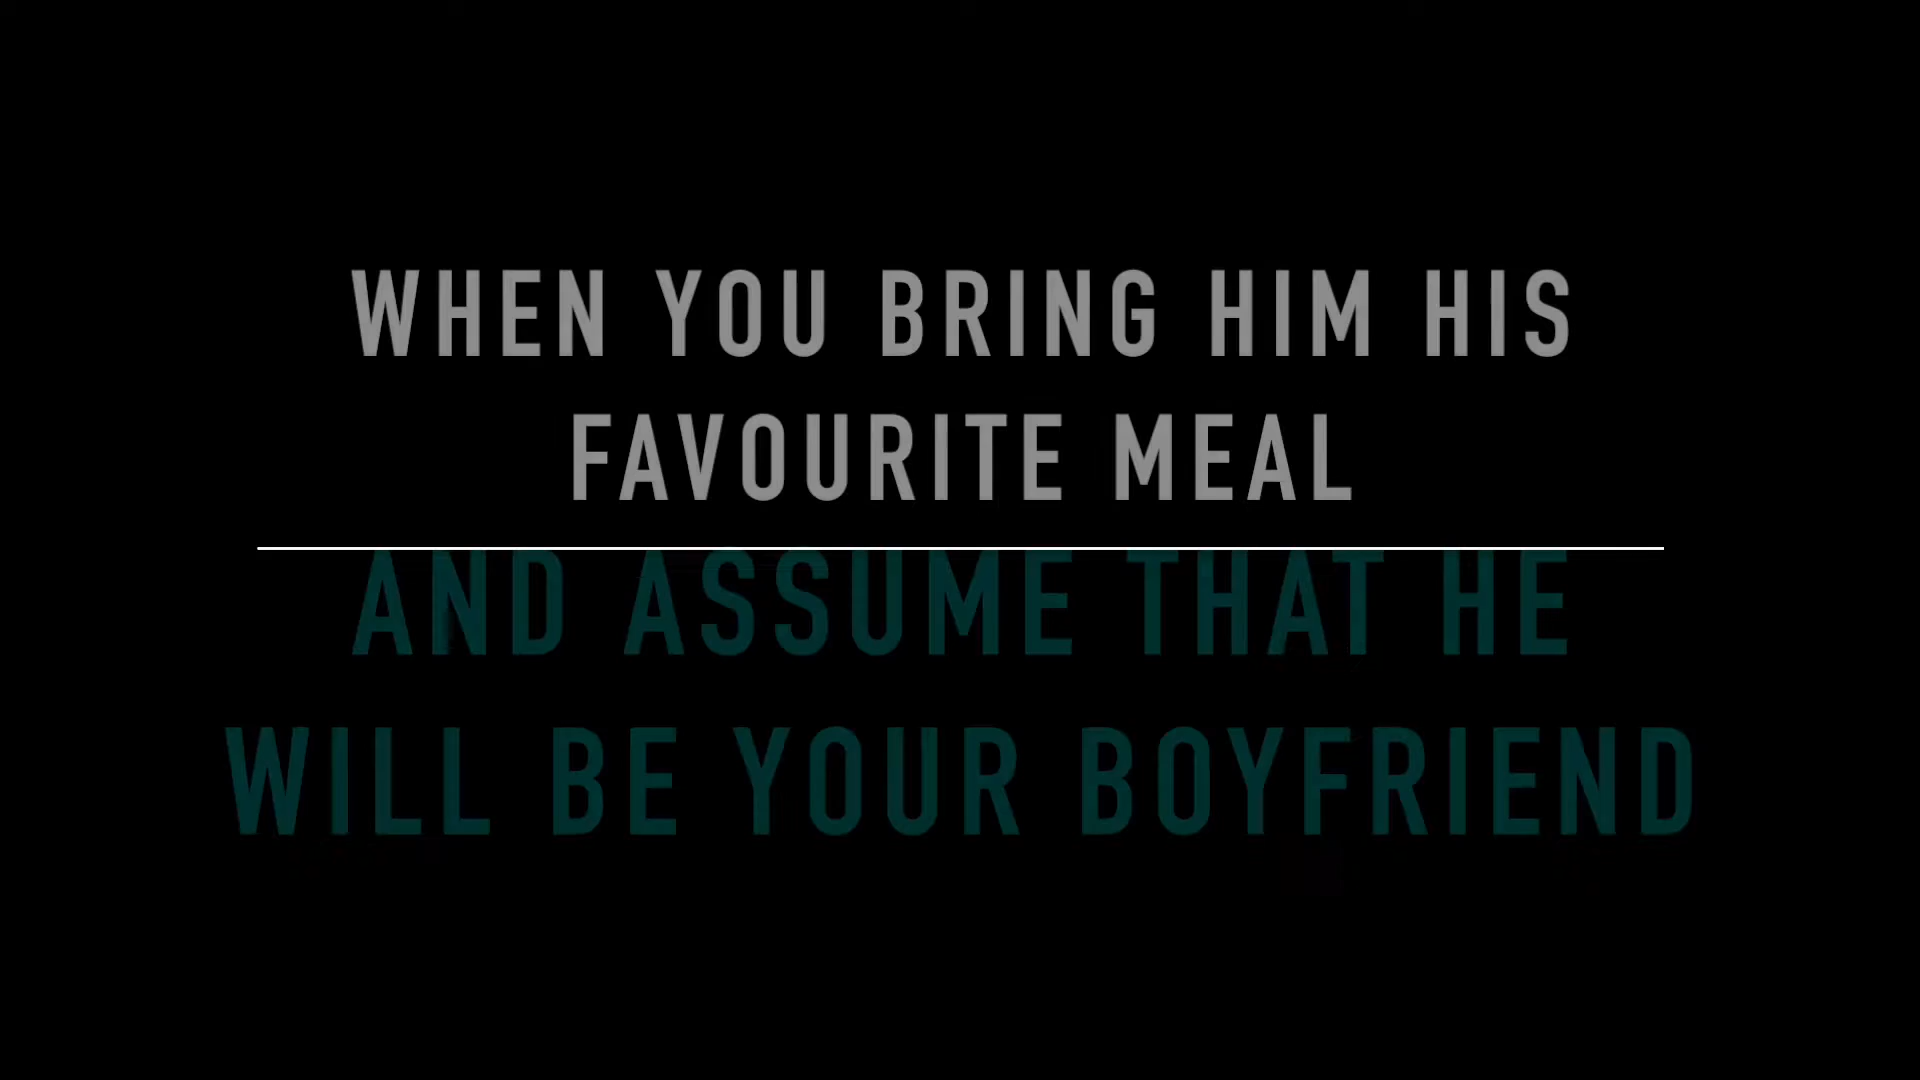 WHEN YOU BRING HIM HIS
FAVOURITE MEAL
AND ASSUME THAT HE
WILL BE YOUR BOYFRIEND